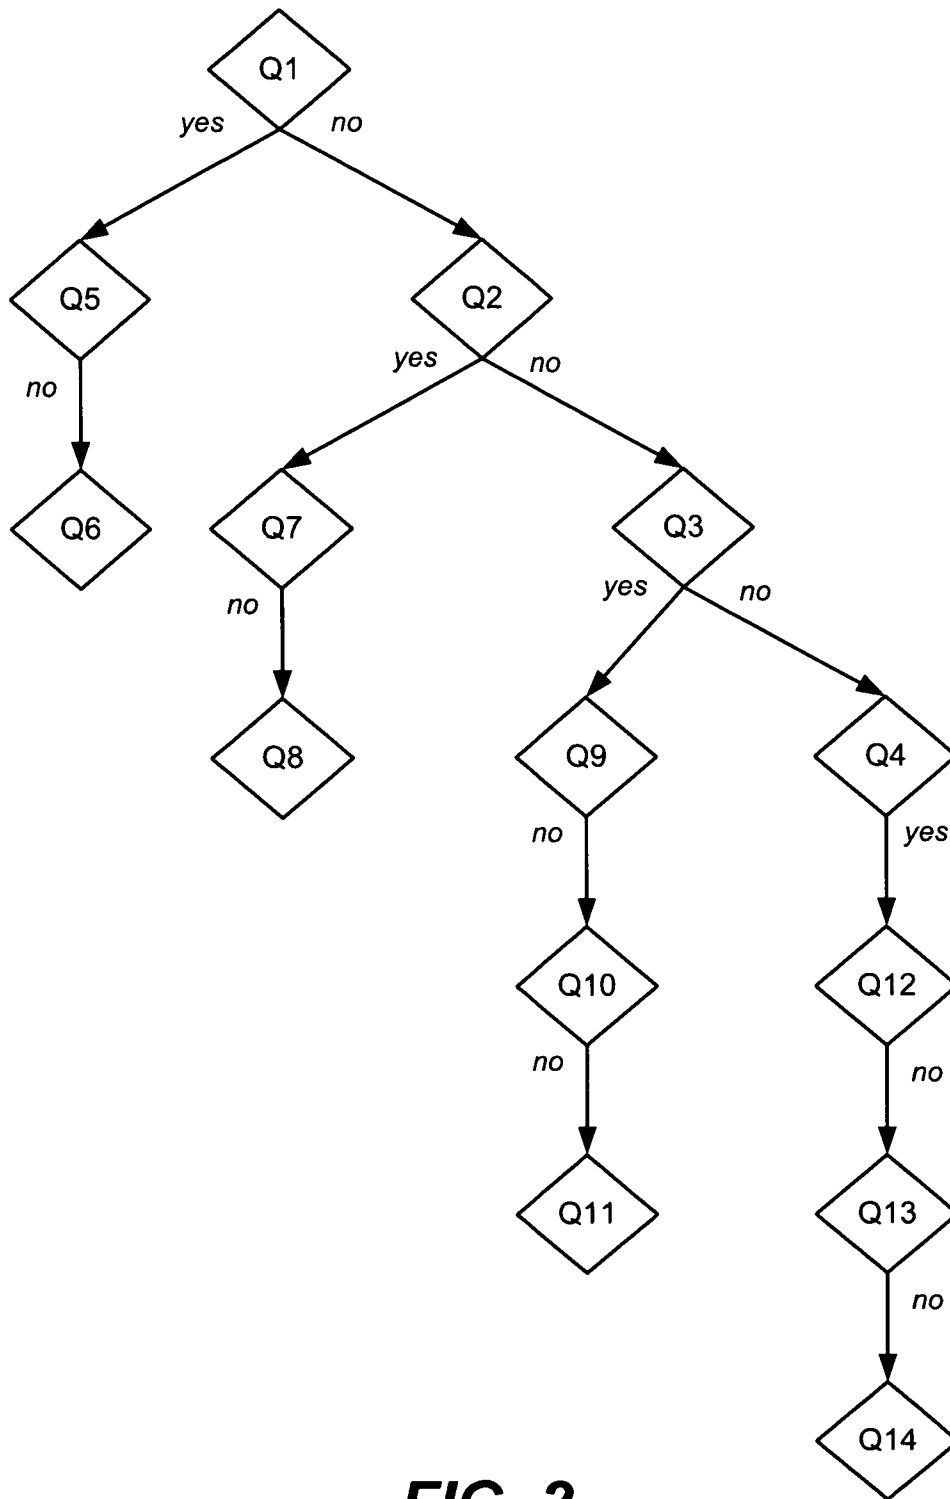 Q1
yes
no
Q5
Q2
no
yes
no
Q6
Q7
Q3
no
yes
no
Q8
Q9
Q4
no
yes
Q10
Q12
no
no
Q11
Q13
no
Q14